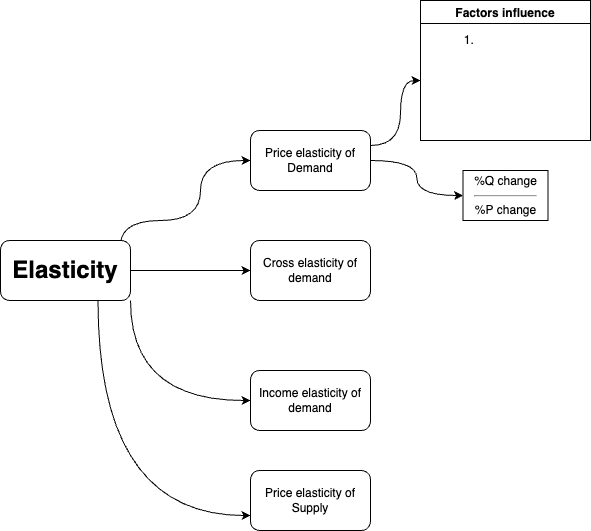 Factors influence
1.
Price elasticity of
Demand
%Q change
%P change
Elasticity
Cross elasticity of
demand
Income elasticity of
demand
Price elasticity of
Supply